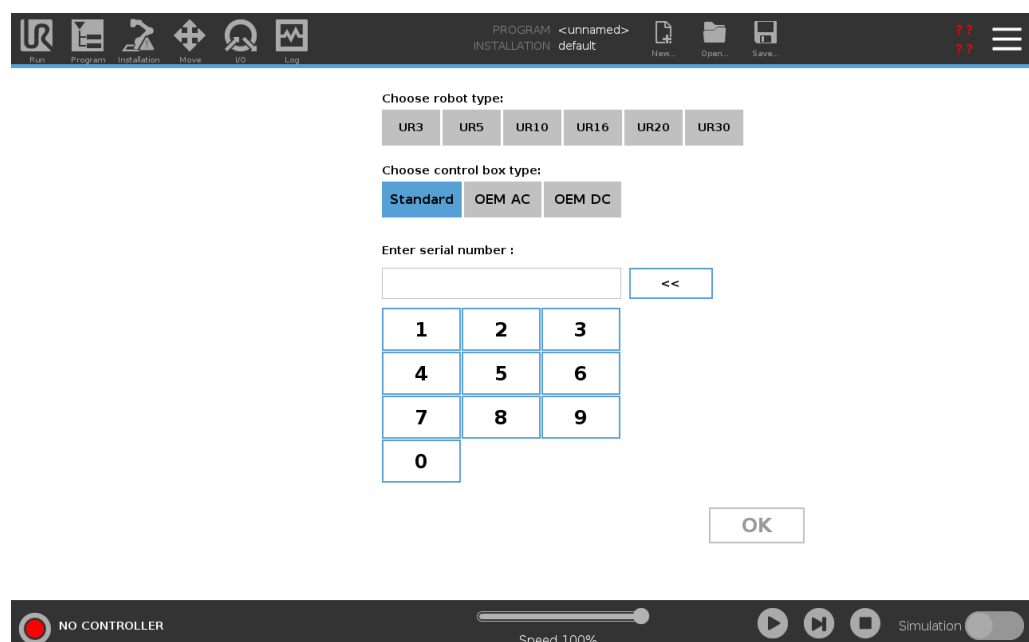 PROGRAM <unnamed>
INSTALLATION default
? ?
? ?
Run Program Installation Move I/O Log New... Open... Save...
Choose robot type:
UR3 UR5 UR10 UR16 UR20 UR30
Choose control box type:
Standard OEM AC OEM DC
Enter serial number :
<<
1 2 3
4 5 6
7 8 9
0
OK
NO CONTROLLER
Simulation
Speed 100%